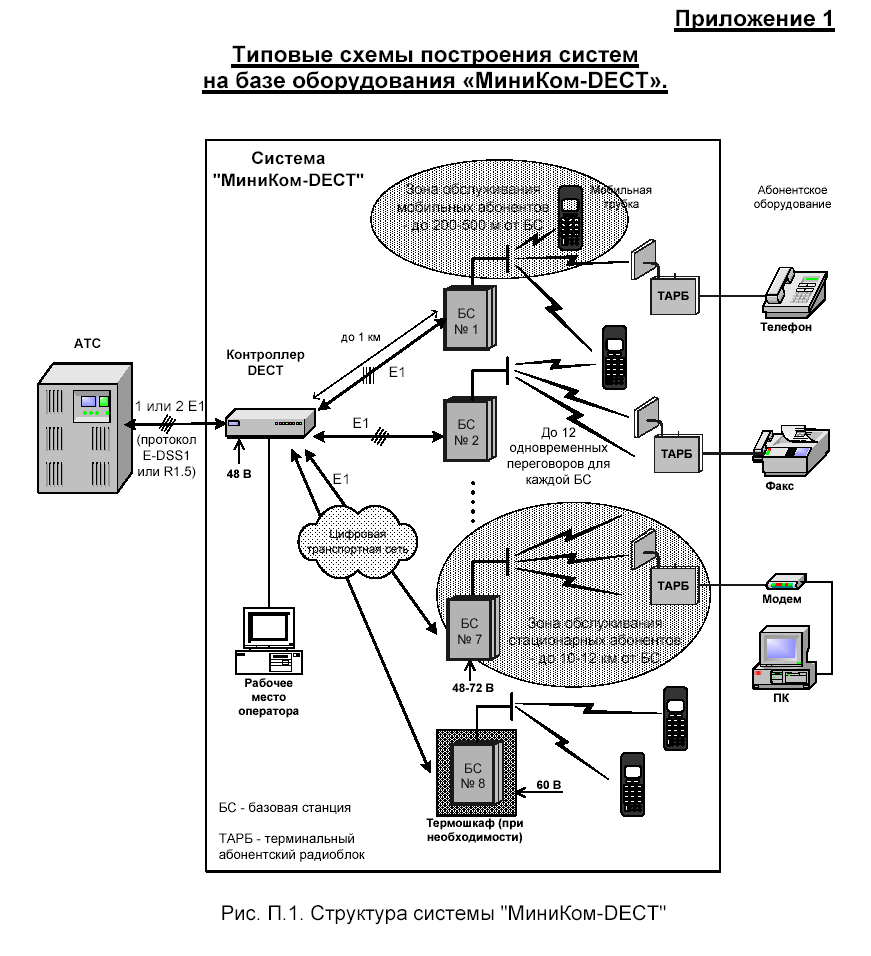 Приложение 1
Типовые схемы построения систем
на базе оборудования «МиниКом-DECT».
Система
"МиниКом-DECT"
Зона обслуживания
мобильных абонентов
- до 200-500 м от БС
Мобильная
трубка
Абонентское
оборудование
БС
№ 1
ТАРБ
Телефон
до 1 км
E1
АТС
Контроллер
DECT
1 или 2 E1
(протокол
E-DSS1
или R1.5)
48 В
E1
БС
№ 2
До 12
одновременных
переговоров для
каждой БС
ТАРБ
Факс
E1
Цифровая
транспортная сеть
БС
№ 7
Зона обслуживания
стационарных абонентов
- до 10-12 км от БС
ТАРБ
Модем
ПК
48-72 В
Рабочее
место
оператора
БС
№ 8
60 В
Термошкаф (при
необходимости)
БС - базовая станция
ТАРБ - терминальный
абонентский радиоблок
Рис. П.1. Структура системы "МиниКом-DECT"